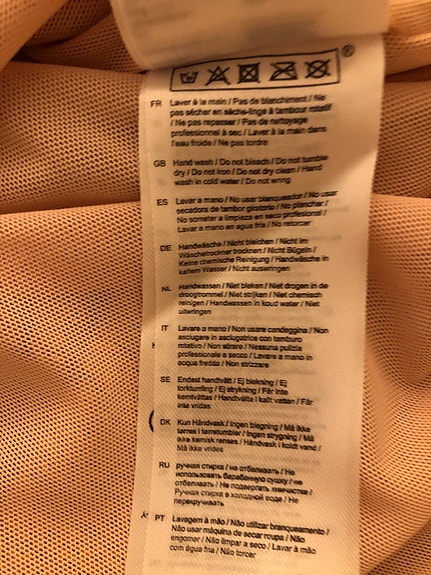 ®
FR Laver à la main / Pas de blanchiment / Ne
pas sécher en sèche-linge à tambour rotatif
/ Ne pas repasser / Pas de nettoyage
professionnel à sec / Laver à la main dans
l'eau froide / Ne pas tordre
GB Hand wash / Do not bleach / Do not tumble
dry / Do not iron / Do not dry clean / Hand
wash in cold water / Do not wring
ES Lavar a mano / No usar blanqueador / No usar
secadora de tambor giratorio / No planchar /
No someter a limpieza en seco profesional /
Lavar a mano en agua fria / No retorcer
DE Handwäsche / Nicht bleichen / Nicht im
Wäschetrockner trocknen / Nicht Bügeln /
Keine chemische Reinigung / Handwäsche in
kaltem Wasser / Nicht auswringen
NL Handwassen / Niet bleken / Niet drogen in de
droogtrommel / Niet strijken / Niet chemisch
reinigen / Handwassen in koud water / Niet
uitwringen
IT Lavare a mano / Non usare candeggina / Non
asciugare in asciugatrice con tamburo
rotativo / Non stirare / Nessuna pulizia
professionale a secco / Lavare a mano in
acqua fredda / Non strizzare
SE Endast handtvätt / Ej blekning / Ej
torktumling / Ej strykning / Får inte
kemtvättas / Handtvätta i kallt vatten / Får
inte vridas
DK Kun Håndvask / Ingen blegning / Må ikke
tørres i tørretumbler / Ingen strygning / Må
ikke kemisk renses / Håndvask i koldt vand /
Må ikke vrides
RU ручная стирка / не отбеливать / Не
использовать барабанную сушку / не
отбеливать / Не подвергать химчистке /
Ручная стирка в холодной воде / Не
перекручивать
PT Lavagem à mão / Não utilizar branqueamento /
Não usar máquina de secar roupa / Não
engomar / Não limpar a seco / Lavar à mão
com água fria / Não torcer